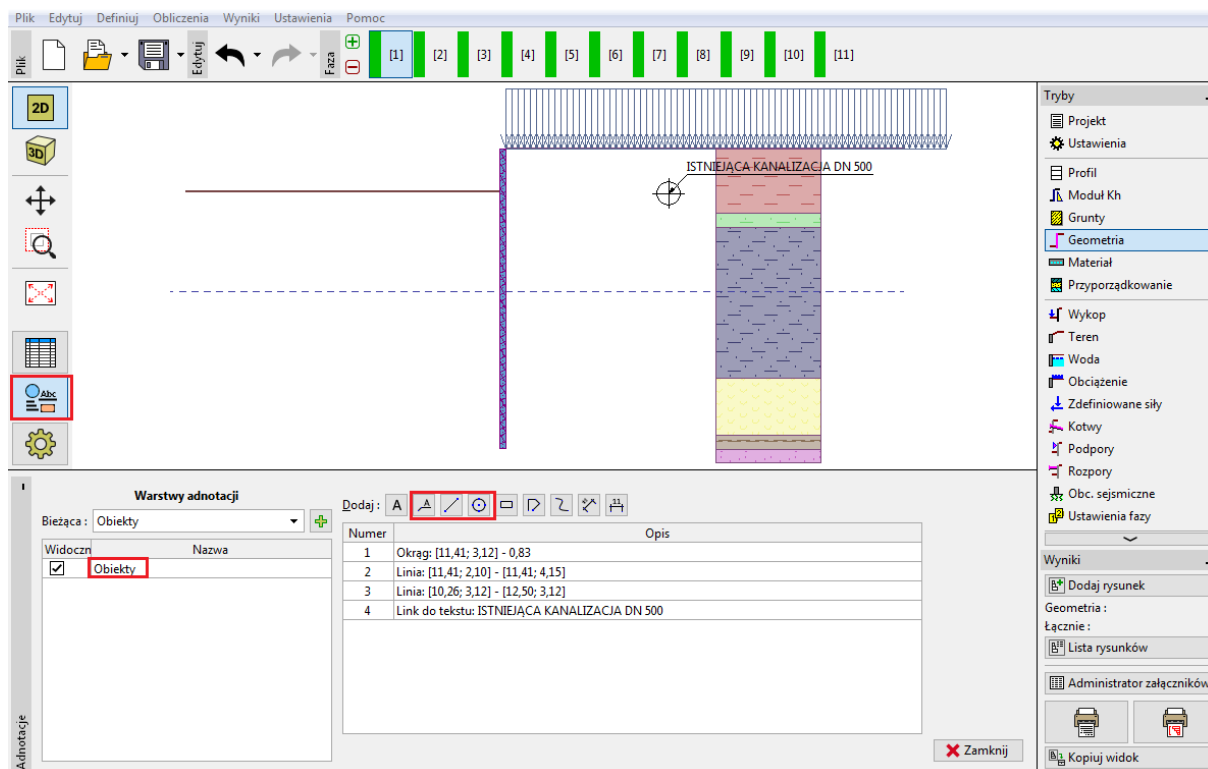 Plik Edytuj Definiuj Obliczenia Wyniki Ustawienia Pomoc
Plik
Edytuj
Faza
[1] [2] [3] [4] [5] [6] [7] [8] [9] [10] [11]
2D
3D
Abc
ISTNIEJĄCA KANALIZACJA DN 500
Tryby
Projekt
Ustawienia
Profil
Moduł Kh
Grunty
Geometria
Materiał
Przyporządkowanie
Wykop
Teren
Woda
Obciążenie
Zdefiniowane siły
Kotwy
Podpory
Rozpory
Obc. sejsmiczne
Ustawienia fazy
Wyniki
Dodaj rysunek
Geometria :
Łącznie :
Lista rysunków
Administrator załączników
Kopiuj widok
Adnotacje
Warstwy adnotacji
Bieżąca : Obiekty
Widoczn Nazwa
Obiekty
Dodaj : A
Numer Opis
1 Okrąg: [11,41; 3,12] - 0,83
2 Linia: [11,41; 2,10] - [11,41; 4,15]
3 Linia: [10,26; 3,12] - [12,50; 3,12]
4 Link do tekstu: ISTNIEJĄCA KANALIZACJA DN 500
Zamknij